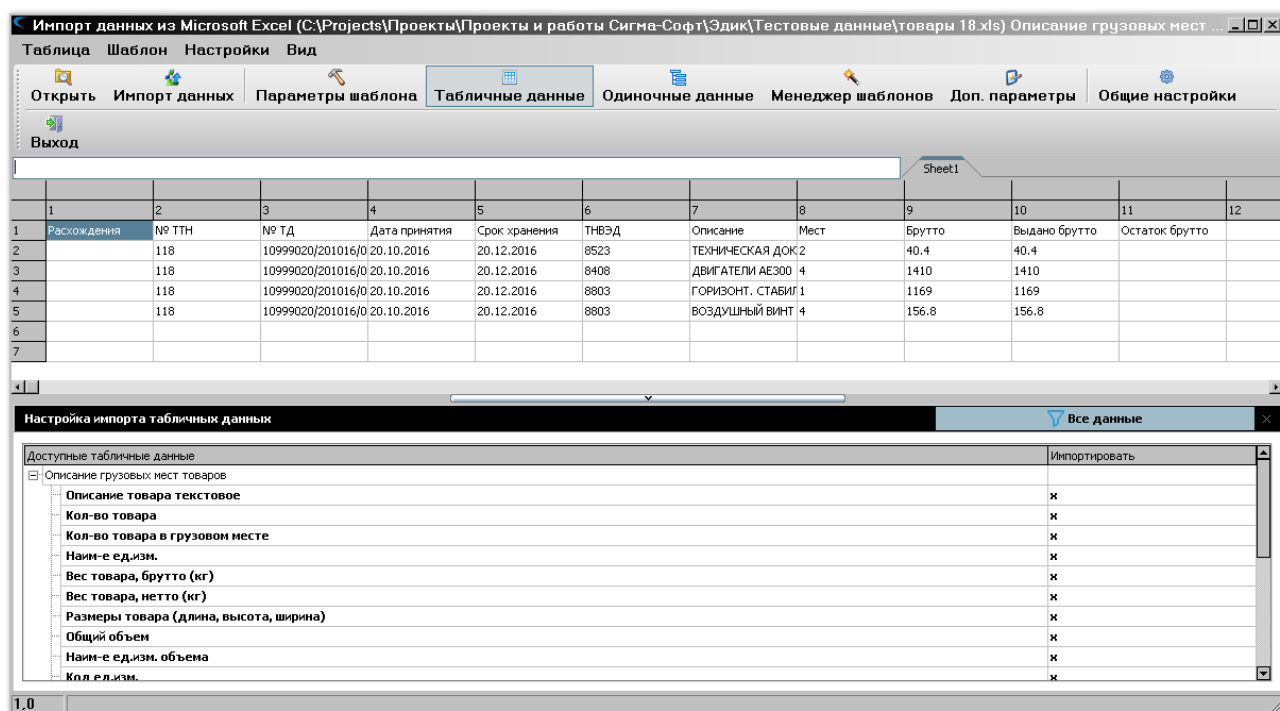 Импорт данных из Microsoft Excel (C:\Projects\Проекты\Проекты и работы Сигма-Софт\Эдик\Тестовые данные\товары 18.xls) Описание грузовых мест ...
Таблица Шаблон Настройки Вид
Открыть Импорт данных Параметры шаблона Табличные данные Одиночные данные Менеджер шаблонов Доп. параметры Общие настройки
Выход
Sheet1
1 2 3 4 5 6 7 8 9 10 11 12
1 Расхождения № ТТН № ТД Дата принятия Срок хранения ТНВЭД Описание Мест Брутто Выдано брутто Остаток брутто
2 118 10999020/201016/0 20.10.2016 20.12.2016 8523 ТЕХНИЧЕСКАЯ ДОК 2 40.4 40.4
3 118 10999020/201016/0 20.10.2016 20.12.2016 8408 ДВИГАТЕЛИ AE300 4 1410 1410
4 118 10999020/201016/0 20.10.2016 20.12.2016 8803 ГОРИЗОНТ. СТАБИЛ 1 1169 1169
5 118 10999020/201016/0 20.10.2016 20.12.2016 8803 ВОЗДУШНЫЙ ВИНТ 4 156.8 156.8
6
7
Настройка импорта табличных данных Все данные
Доступные табличные данные Импортировать
Описание грузовых мест товаров
Описание товара текстовое x
Кол-во товара x
Кол-во товара в грузовом месте x
Наим-е ед.изм. x
Вес товара, брутто (кг) x
Вес товара, нетто (кг) x
Размеры товара (длина, высота, ширина) x
Общий объем x
Наим-е ед.изм. объема x
Код ед.изм. x
1,0